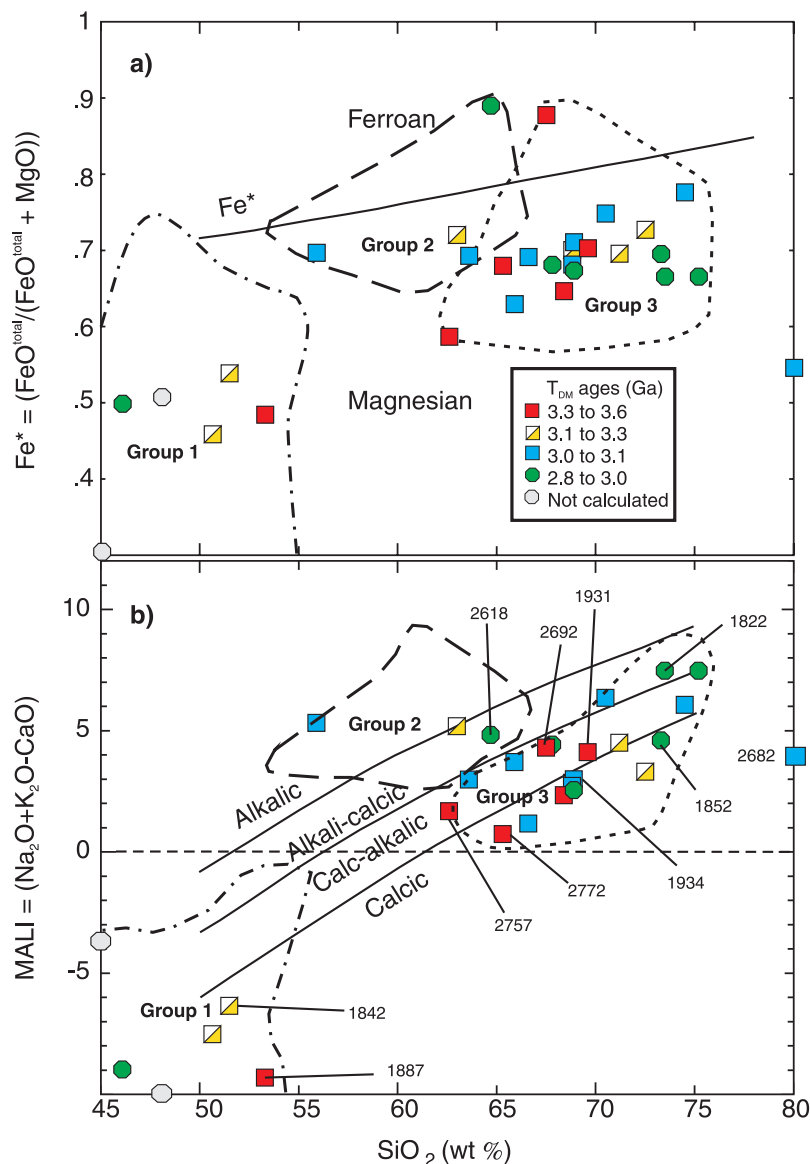 1
a)
.9
Ferroan
.8
Fe*
Group 2
.7
Group 3
.6
Magnesian
T_DM ages (Ga)
3.3 to 3.6
3.1 to 3.3
3.0 to 3.1
2.8 to 3.0
Not calculated
.5
Group 1
.4
Fe* = (FeO^total/(FeO^total + MgO))
b)
10
2618
2692
1931
1822
5
Group 2
2682
Group 3
1852
Alkalic
Alkali-calcic
Calc-alkalic
Calcic
0
1934
2772
2757
-5
Group 1
1842
1887
MALI = (Na₂O+K₂O-CaO)
45 50 55 60 65 70 75 80
SiO₂ (wt %)